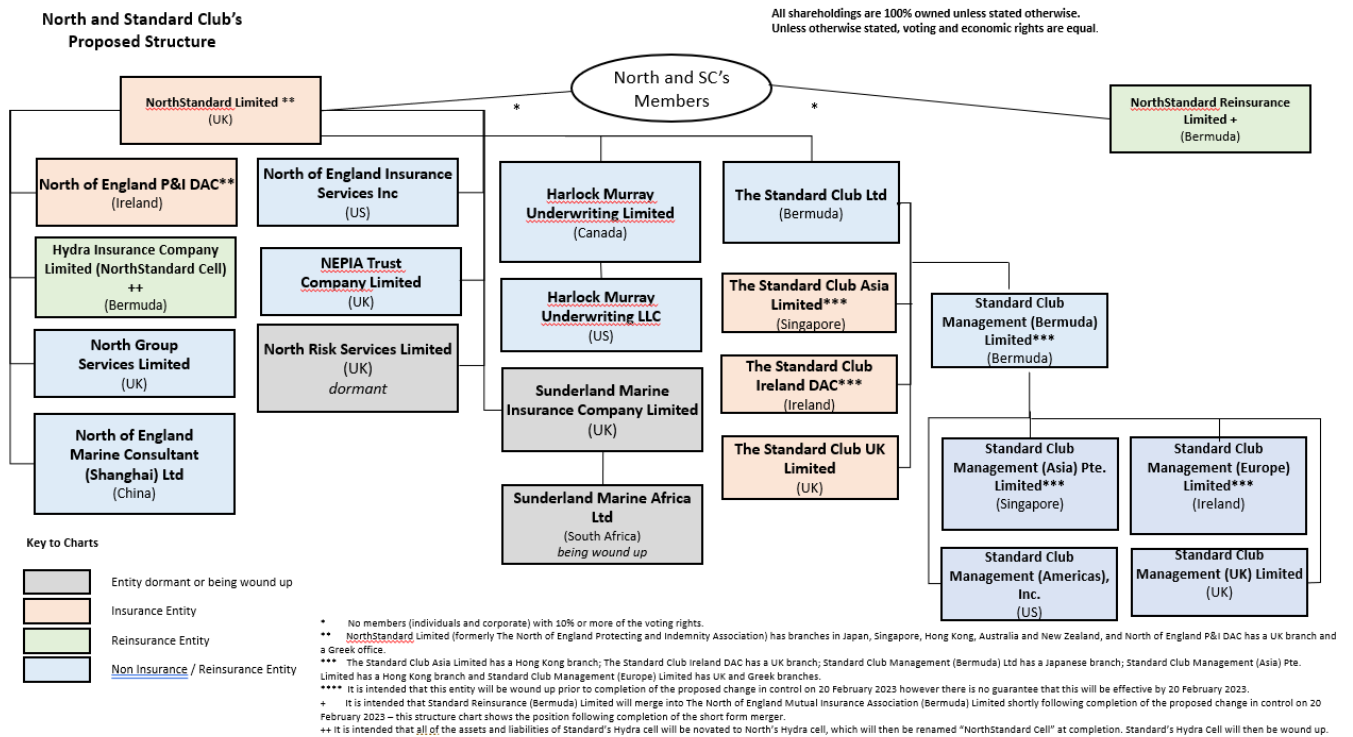 North and Standard Club's
Proposed Structure
All shareholdings are 100% owned unless stated otherwise.
Unless otherwise stated, voting and economic rights are equal.
North and SC's
Members
*
*
NorthStandard Limited **
(UK)
NorthStandard Reinsurance
Limited +
(Bermuda)
North of England P&I DAC**
(Ireland)
Hydra Insurance Company
Limited (NorthStandard Cell)
++
(Bermuda)
North Group
Services Limited
(UK)
North of England
Marine Consultant
(Shanghai) Ltd
(China)
North of England Insurance
Services Inc
(US)
NEPIA Trust
Company Limited
(UK)
North Risk Services Limited
(UK)
dormant
Harlock Murray
Underwriting Limited
(Canada)
Harlock Murray
Underwriting LLC
(US)
Sunderland Marine
Insurance Company Limited
(UK)
Sunderland Marine Africa
Ltd
(South Africa)
being wound up
The Standard Club Ltd
(Bermuda)
The Standard Club Asia
Limited***
(Singapore)
The Standard Club
Ireland DAC***
(Ireland)
The Standard Club UK
Limited
(UK)
Standard Club
Management (Bermuda)
Limited***
(Bermuda)
Standard Club
Management (Asia) Pte.
Limited***
(Singapore)
Standard Club
Management (Europe)
Limited***
(Ireland)
Standard Club
Management (Americas),
Inc.
(US)
Standard Club
Management (UK) Limited
(UK)
Key to Charts
Entity dormant or being wound up
Insurance Entity
Reinsurance Entity
Non Insurance / Reinsurance Entity
* No members (individuals and corporate) with 10% or more of the voting rights.
** NorthStandard Limited (formerly The North of England Protecting and Indemnity Association) has branches in Japan, Singapore, Hong Kong, Australia and New Zealand, and North of England P&I DAC has a UK branch and
a Greek office.
*** The Standard Club Asia Limited has a Hong Kong branch; The Standard Club Ireland DAC has a UK branch; Standard Club Management (Bermuda) Ltd has a Japanese branch; Standard Club Management (Asia) Pte.
Limited has a Hong Kong branch and Standard Club Management (Europe) Limited has UK and Greek branches.
**** It is intended that this entity will be wound up prior to completion of the proposed change in control on 20 February 2023 however there is no guarantee that this will be effective by 20 February 2023.
+ It is intended that Standard Reinsurance (Bermuda) Limited will merge into The North of England Mutual Insurance Association (Bermuda) Limited shortly following completion of the proposed change in control on 20
February 2023 – this structure chart shows the position following completion of the short form merger.
++ It is intended that all of the assets and liabilities of Standard's Hydra cell will be novated to North's Hydra cell, which will then be renamed "NorthStandard Cell" at completion. Standard's Hydra Cell will then be wound up.